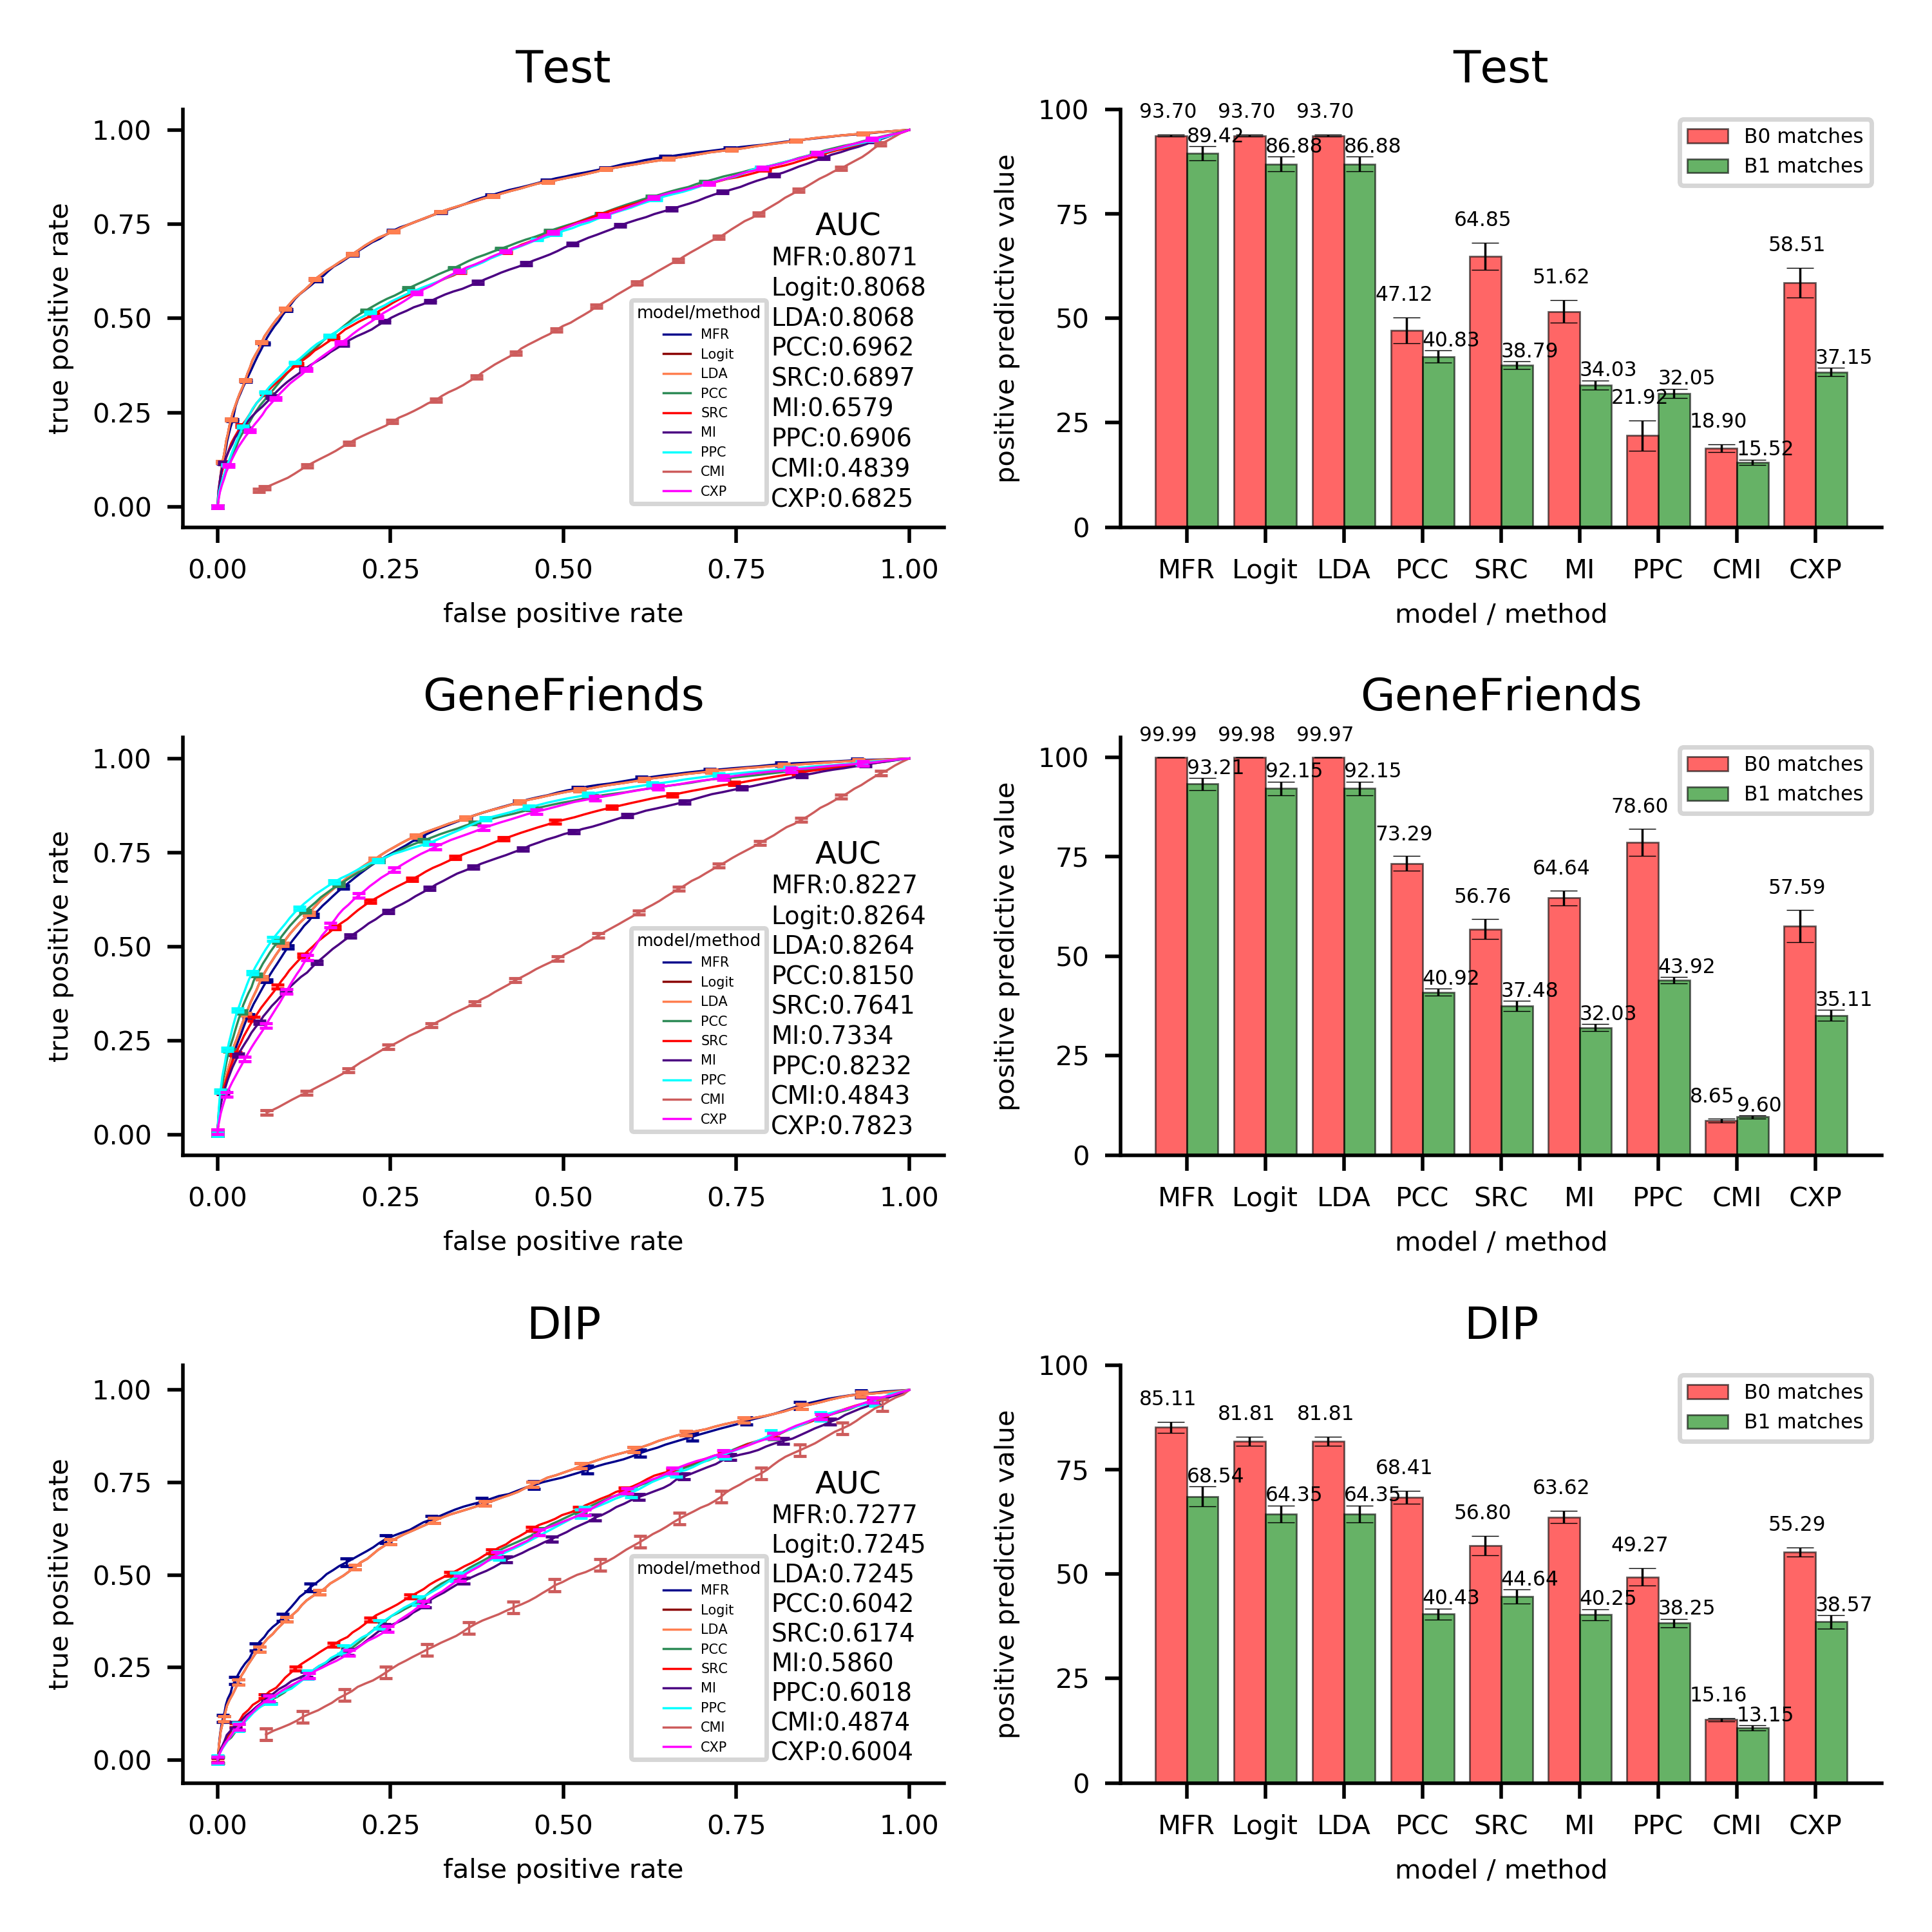 Test
1.00
0.75
0.50
0.25
0.00
true positive rate
0.00 0.25 0.50 0.75 1.00
false positive rate
AUC
MFR:0.8071
Logit:0.8068
LDA:0.8068
PCC:0.6962
SRC:0.6897
MI:0.6579
PPC:0.6906
CMI:0.4839
CXP:0.6825
model/method
MFR
Logit
LDA
PCC
SRC
MI
PPC
CMI
CXP
Test
100
75
50
25
0
positive predictive value
93.70 93.70 93.70 47.12 64.85 51.62 21.92 18.90 58.51
89.42 86.88 86.88 40.83 38.79 34.03 32.05 15.52 37.15
B0 matches
B1 matches
MFR Logit LDA PCC SRC MI PPC CMI CXP
model / method
GeneFriends
1.00
0.75
0.50
0.25
0.00
true positive rate
0.00 0.25 0.50 0.75 1.00
false positive rate
AUC
MFR:0.8227
Logit:0.8264
LDA:0.8264
PCC:0.8150
SRC:0.7641
MI:0.7334
PPC:0.8232
CMI:0.4843
CXP:0.7823
model/method
MFR
Logit
LDA
PCC
SRC
MI
PPC
CMI
CXP
GeneFriends
100
75
50
25
0
positive predictive value
99.99 99.98 99.97 73.29 56.76 64.64 78.60 8.65 57.59
93.21 92.15 92.15 40.92 37.48 32.03 43.92 9.60 35.11
B0 matches
B1 matches
MFR Logit LDA PCC SRC MI PPC CMI CXP
model / method
DIP
1.00
0.75
0.50
0.25
0.00
true positive rate
0.00 0.25 0.50 0.75 1.00
false positive rate
AUC
MFR:0.7277
Logit:0.7245
LDA:0.7245
PCC:0.6042
SRC:0.6174
MI:0.5860
PPC:0.6018
CMI:0.4874
CXP:0.6004
model/method
MFR
Logit
LDA
PCC
SRC
MI
PPC
CMI
CXP
DIP
100
75
50
25
0
positive predictive value
85.11 81.81 81.81 68.41 56.80 63.62 49.27 15.16 55.29
68.54 64.35 64.35 40.43 44.64 40.25 38.25 13.15 38.57
B0 matches
B1 matches
MFR Logit LDA PCC SRC MI PPC CMI CXP
model / method